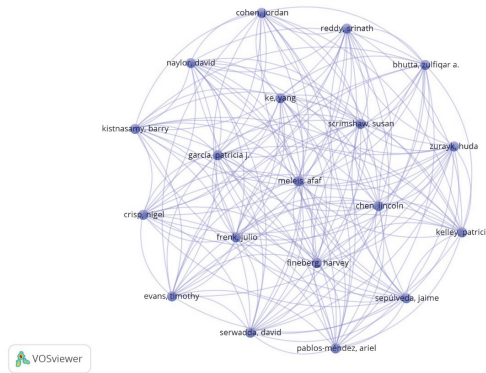 cohen, jordan
reddy, srinath
naylor, david
bhutta, zulfiqar a.
ke, yang
scrimshaw, susan
kistnasamy, barry
zurayk, huda
garcía, patricia j.
meleis, afaf
chen, lincoln
crisp, nigel
kelley, patrici
frenk, julio
fineberg, harvey
evans, timothy
sepúlveda, jaime
serwadda, david
pablos-méndez, ariel
VOSviewer